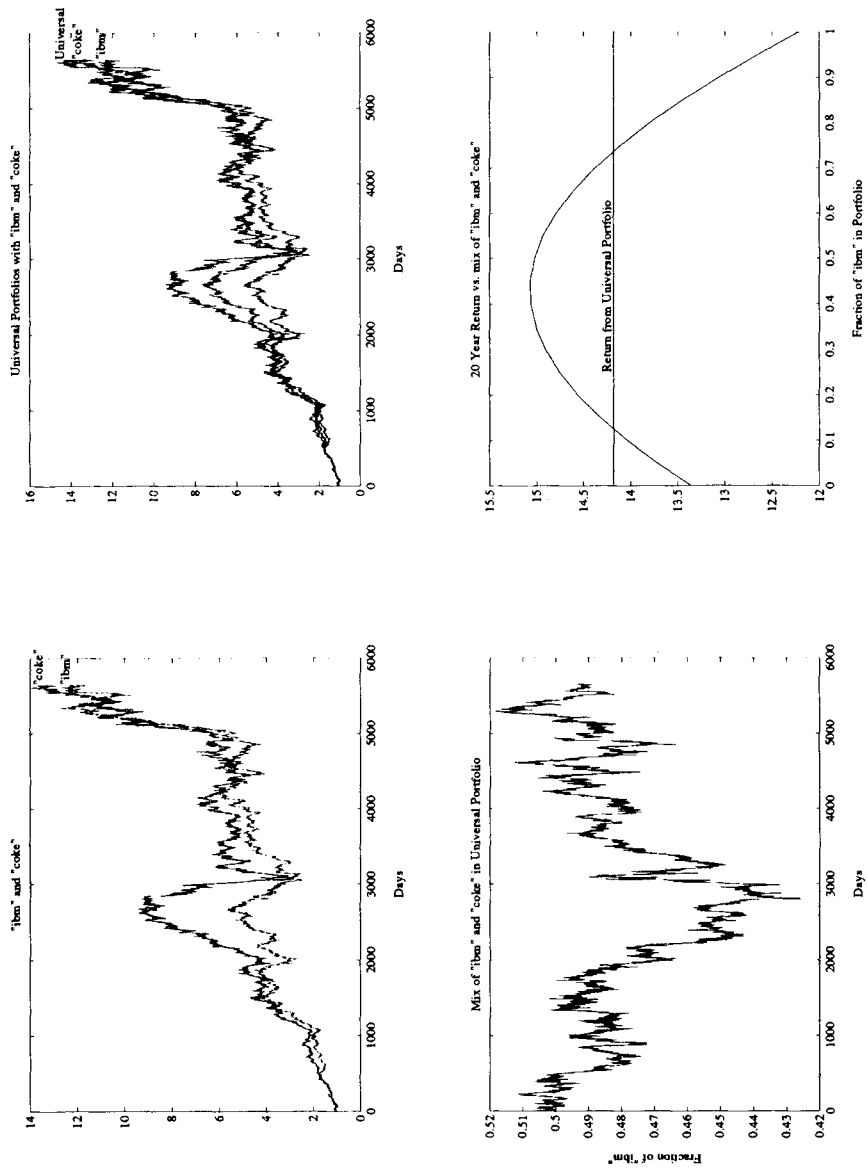 "ibm" and "coke"
14
12
10
8
6
4
2
0
"coke"
"ibm"
0 1000 2000 3000 4000 5000 6000
Days
Universal Portfolios with "ibm" and "coke"
16
14
12
10
8
6
4
2
0
Universal
"coke"
"ibm"
0 1000 2000 3000 4000 5000 6000
Days
Mix of "ibm" and "coke" in Universal Portfolio
Fraction of "ibm"
0.52
0.51
0.5
0.49
0.48
0.47
0.46
0.45
0.44
0.43
0.42
0 1000 2000 3000 4000 5000 6000
Days
20 Year Return vs. mix of "ibm" and "coke"
15.5
15
14.5
14
13.5
13
12.5
12
Return from Universal Portfolio
0 0.1 0.2 0.3 0.4 0.5 0.6 0.7 0.8 0.9 1
Fraction of "ibm" in Portfolio